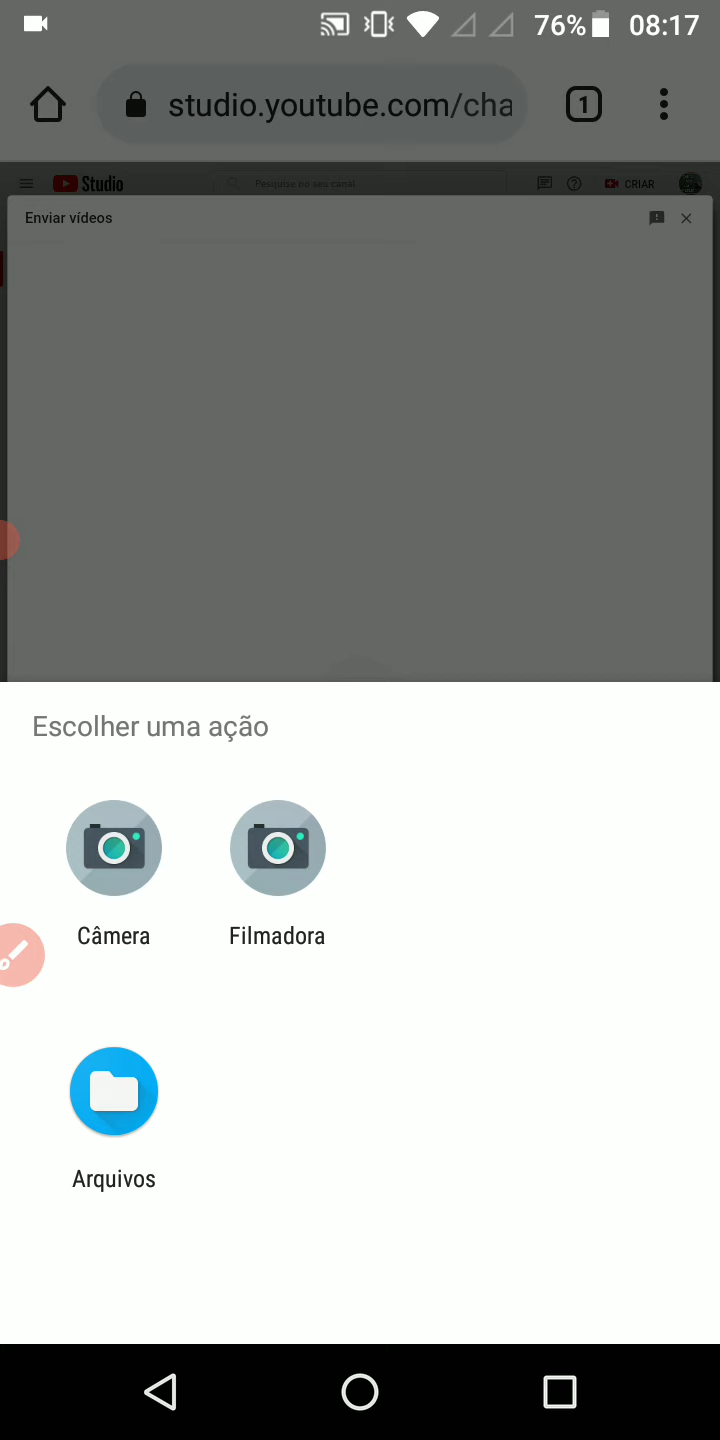 76% 08:17
studio.youtube.com/cha 1
Studio Pesquise no seu canal CRIAR
Enviar vídeos
Escolher uma ação
Câmera Filmadora
Arquivos